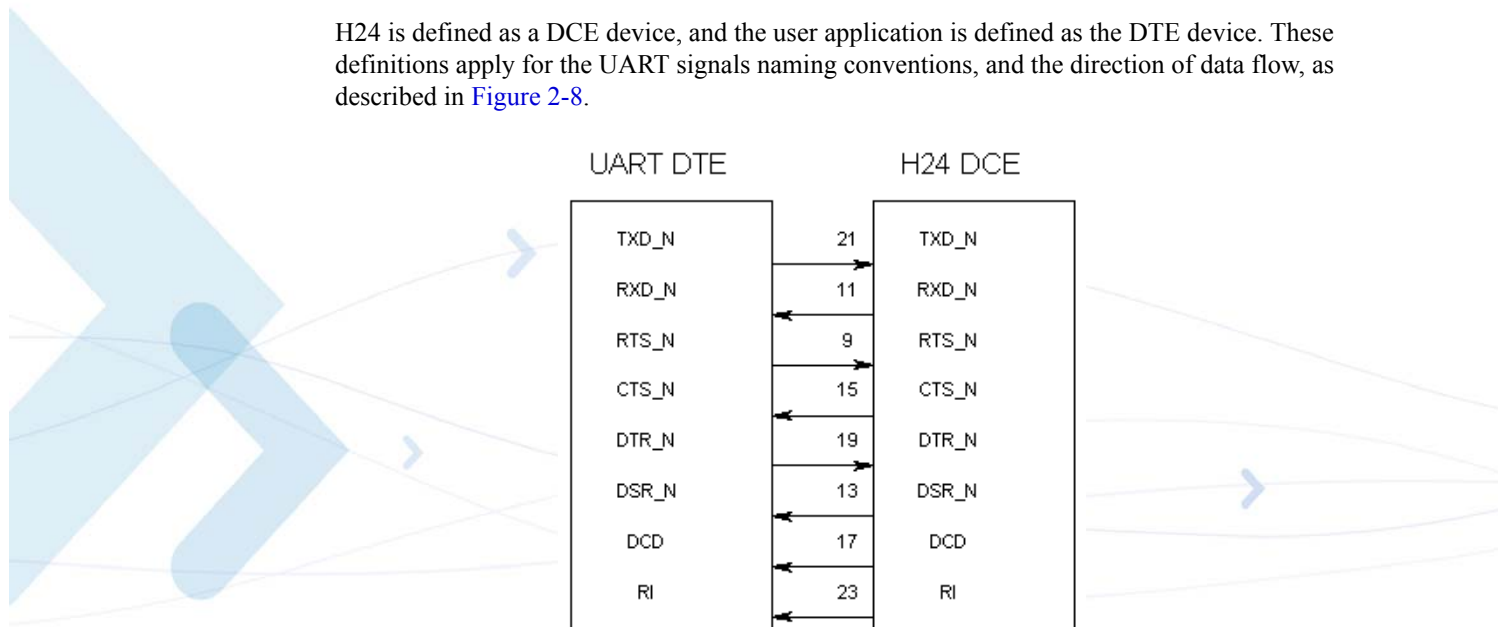 H24 is defined as a DCE device, and the user application is defined as the DTE device. These
definitions apply for the UART signals naming conventions, and the direction of data flow, as
described in Figure 2-8.
UART DTE H24 DCE
TXD_N 21 TXD_N
RXD_N 11 RXD_N
RTS_N 9 RTS_N
CTS_N 15 CTS_N
DTR_N 19 DTR_N
DSR_N 13 DSR_N
DCD 17 DCD
RI 23 RI